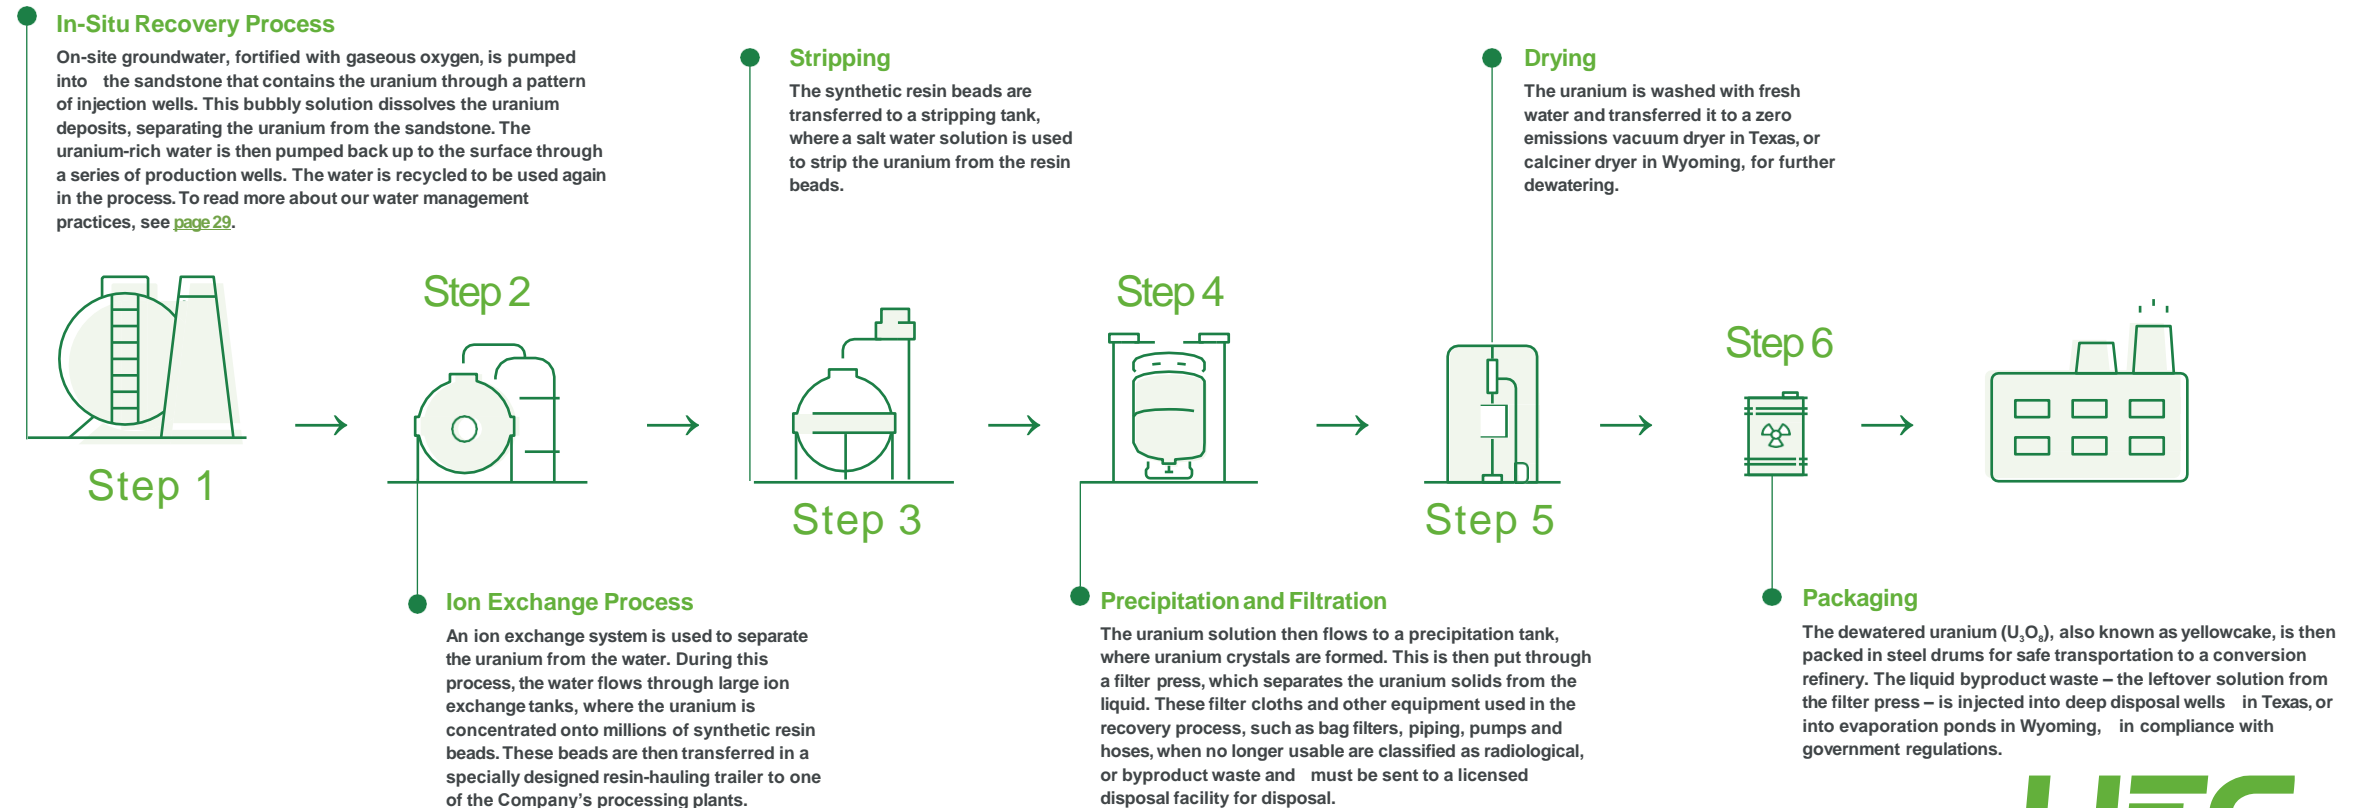 In-Situ Recovery Process
On-site groundwater, fortified with gaseous oxygen, is pumped
into the sandstone that contains the uranium through a pattern
of injection wells. This bubbly solution dissolves the uranium
deposits, separating the uranium from the sandstone. The
uranium-rich water is then pumped back up to the surface through
a series of production wells. The water is recycled to be used again
in the process. To read more about our water management
practices, see page 29.
Stripping
The synthetic resin beads are
transferred to a stripping tank,
where a salt water solution is used
to strip the uranium from the resin
beads.
Drying
The uranium is washed with fresh
water and transferred it to a zero
emissions vacuum dryer in Texas, or
calciner dryer in Wyoming, for further
dewatering.
Step 1
Step 2
Step 3
Step 4
Step 5
Step 6
Ion Exchange Process
An ion exchange system is used to separate
the uranium from the water. During this
process, the water flows through large ion
exchange tanks, where the uranium is
concentrated onto millions of synthetic resin
beads. These beads are then transferred in a
specially designed resin-hauling trailer to one
of the Company's processing plants.
Precipitation and Filtration
The uranium solution then flows to a precipitation tank,
where uranium crystals are formed. This is then put through
a filter press, which separates the uranium solids from the
liquid. These filter cloths and other equipment used in the
recovery process, such as bag filters, piping, pumps and
hoses, when no longer usable are classified as radiological,
or byproduct waste and must be sent to a licensed
disposal facility for disposal.
Packaging
The dewatered uranium (U₃O₈), also known as yellowcake, is then
packed in steel drums for safe transportation to a conversion
refinery. The liquid byproduct waste – the leftover solution from
the filter press – is injected into deep disposal wells in Texas, or
into evaporation ponds in Wyoming, in compliance with
government regulations.